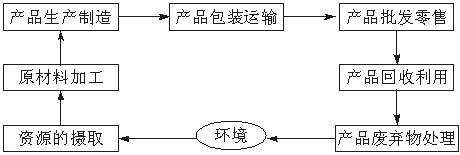 产品生产制造
产品包装运输
产品批发零售
原材料加工
产品回收利用
资源的摄取
环境
产品废弃物处理